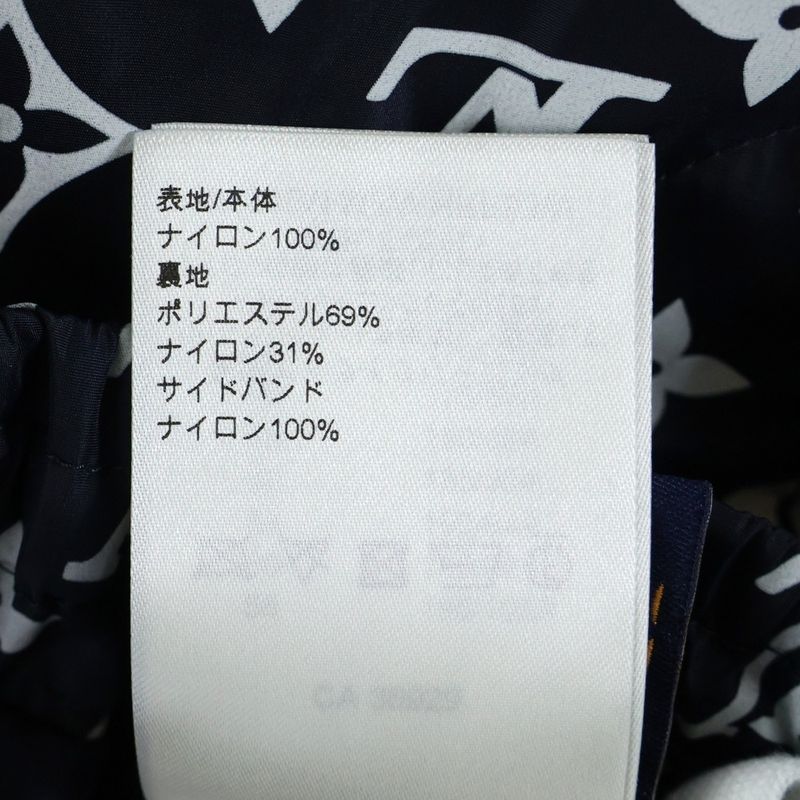 表地/本体
ナイロン100%
裏地
ポリエステル69%
ナイロン31%
サイドバンド
ナイロン100%